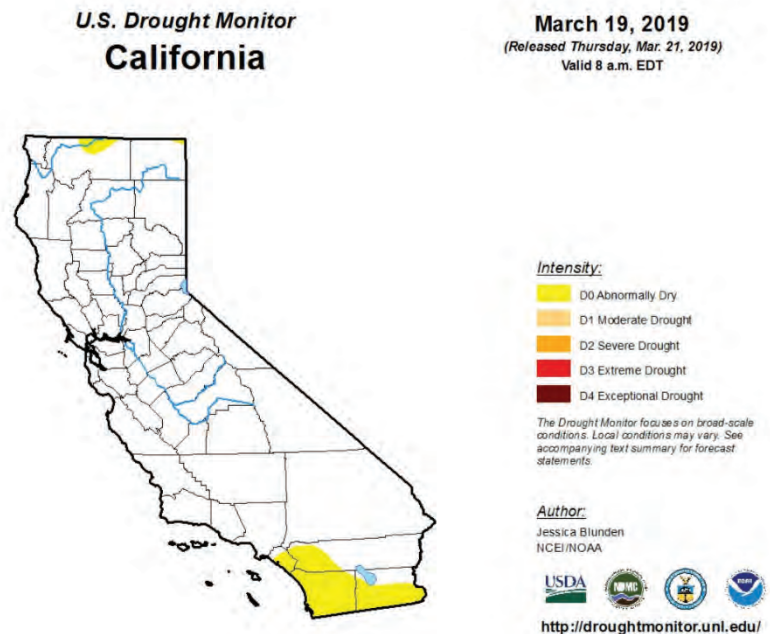 U.S. Drought Monitor
California
March 19, 2019
(Released Thursday, Mar. 21, 2019)
Valid 8 a.m. EDT
Intensity:
D0 Abnormally Dry
D1 Moderate Drought
D2 Severe Drought
D3 Extreme Drought
D4 Exceptional Drought
The Drought Monitor focuses on broad-scale
conditions. Local conditions may vary. See
accompanying text summary for forecast
statements.
Author:
Jessica Blunden
NCEI/NOAA
USDA
NDMC
NOAA
http://droughtmonitor.unl.edu/